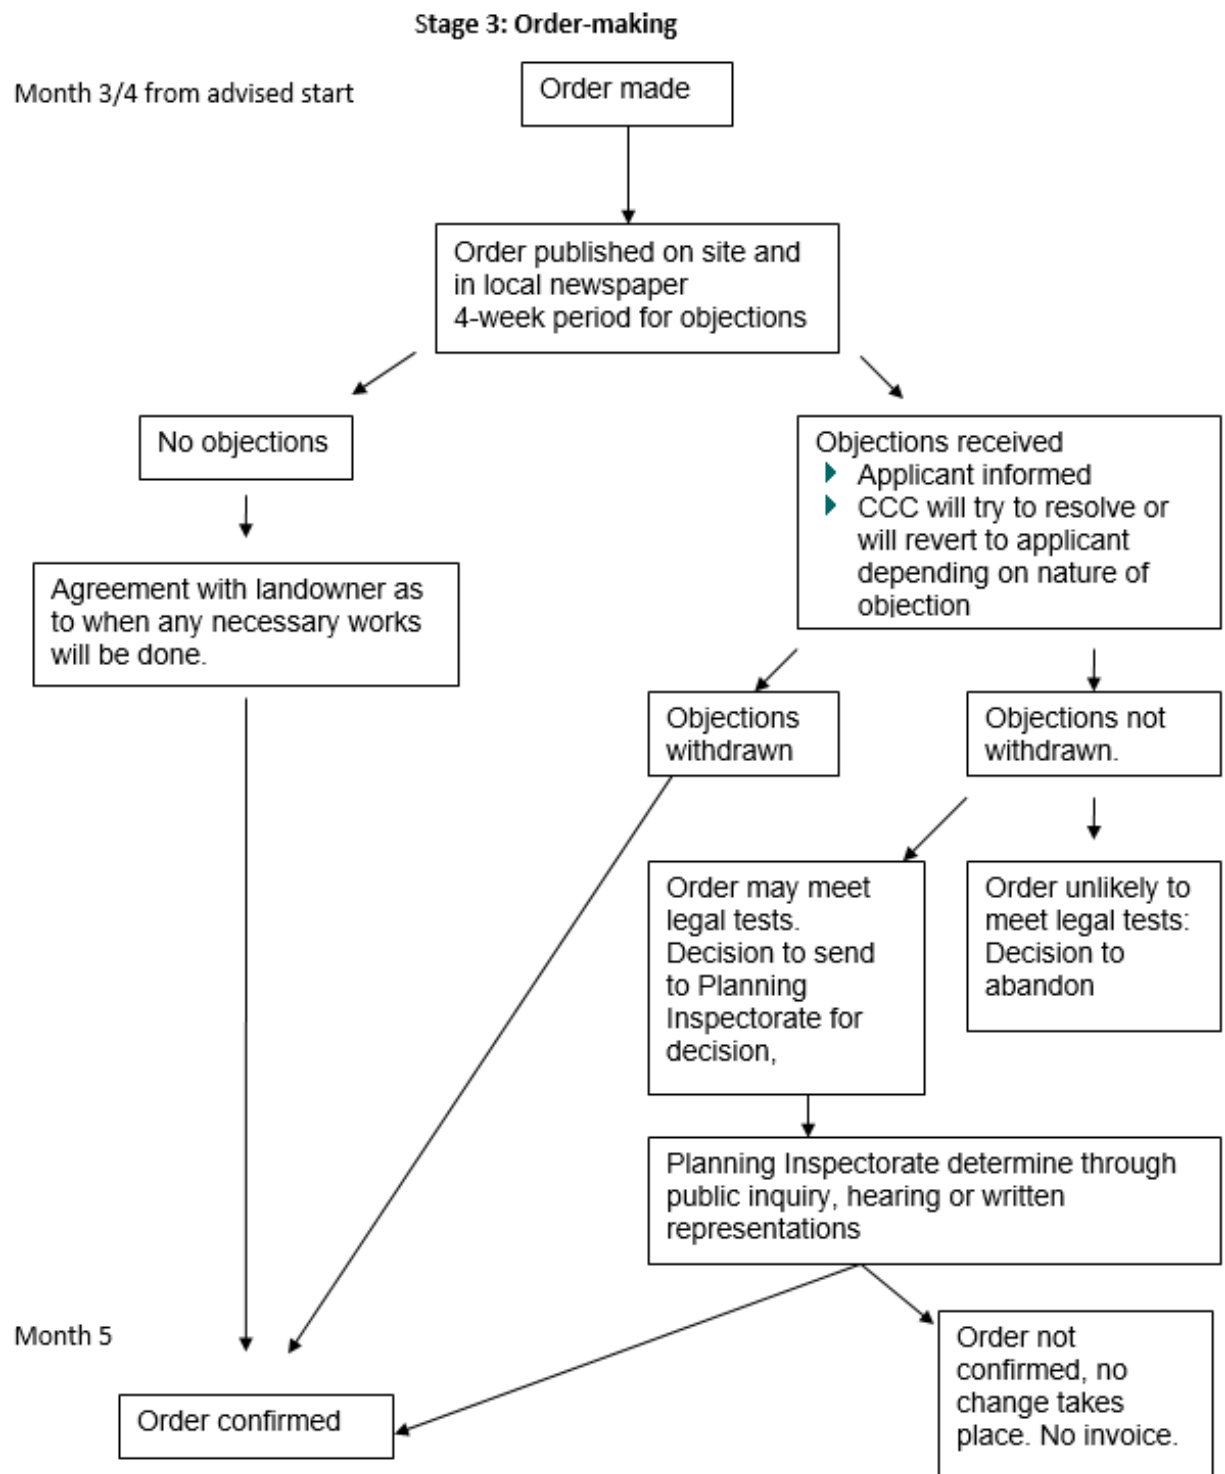 Stage 3: Order-making
Month 3/4 from advised start
Order made
Order published on site and
in local newspaper
4-week period for objections
No objections
Objections received
Applicant informed
CCC will try to resolve or
will revert to applicant
depending on nature of
objection
Agreement with landowner as
to when any necessary works
will be done.
Objections
withdrawn
Objections not
withdrawn.
Order may meet
legal tests.
Decision to send
to Planning
Inspectorate for
decision,
Order unlikely to
meet legal tests:
Decision to
abandon
Planning Inspectorate determine through
public inquiry, hearing or written
representations
Month 5
Order confirmed
Order not
confirmed, no
change takes
place. No invoice.